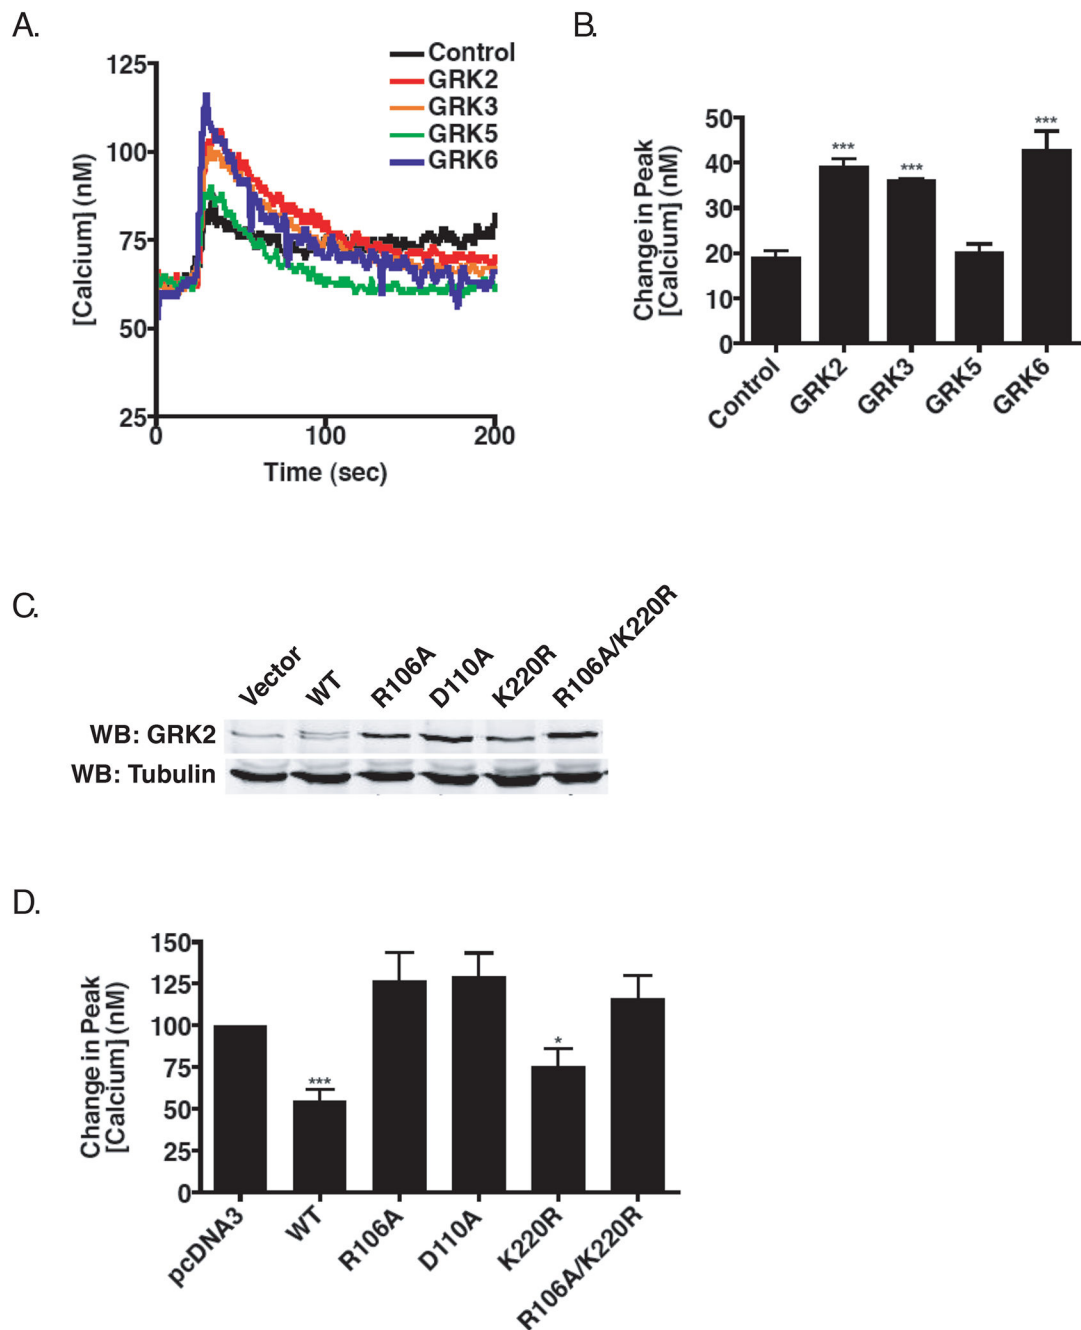 A.
[Calcium] (nM)
125
100
75
50
25
0
100
200
Time (sec)
Control
GRK2
GRK3
GRK5
GRK6
B.
Change in Peak
[Calcium] (nM)
50
40
30
20
10
0
***
***
***
Control
GRK2
GRK3
GRK5
GRK6
C.
Vector
WT
R106A
D110A
K220R
R106A/K220R
WB: GRK2
WB: Tubulin
D.
Change in Peak
[Calcium] (nM)
150
125
100
75
50
25
0
***
*
pcDNA3
WT
R106A
D110A
K220R
R106A/K220R